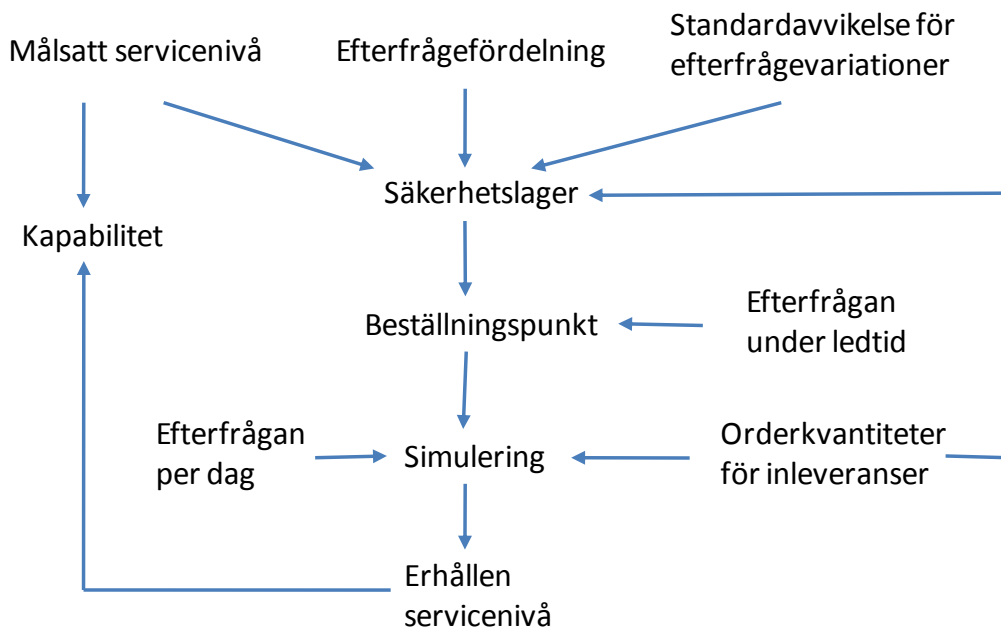 Målsatt servicenivå
Efterfrågefördelning
Standardavvikelse för
efterfrågevariationer
Säkerhetslager
Kapabilitet
Beställningspunkt
Efterfrågan
under ledtid
Efterfrågan
per dag
Simulering
Orderkvantiteter
för inleveranser
Erhållen
servicenivå